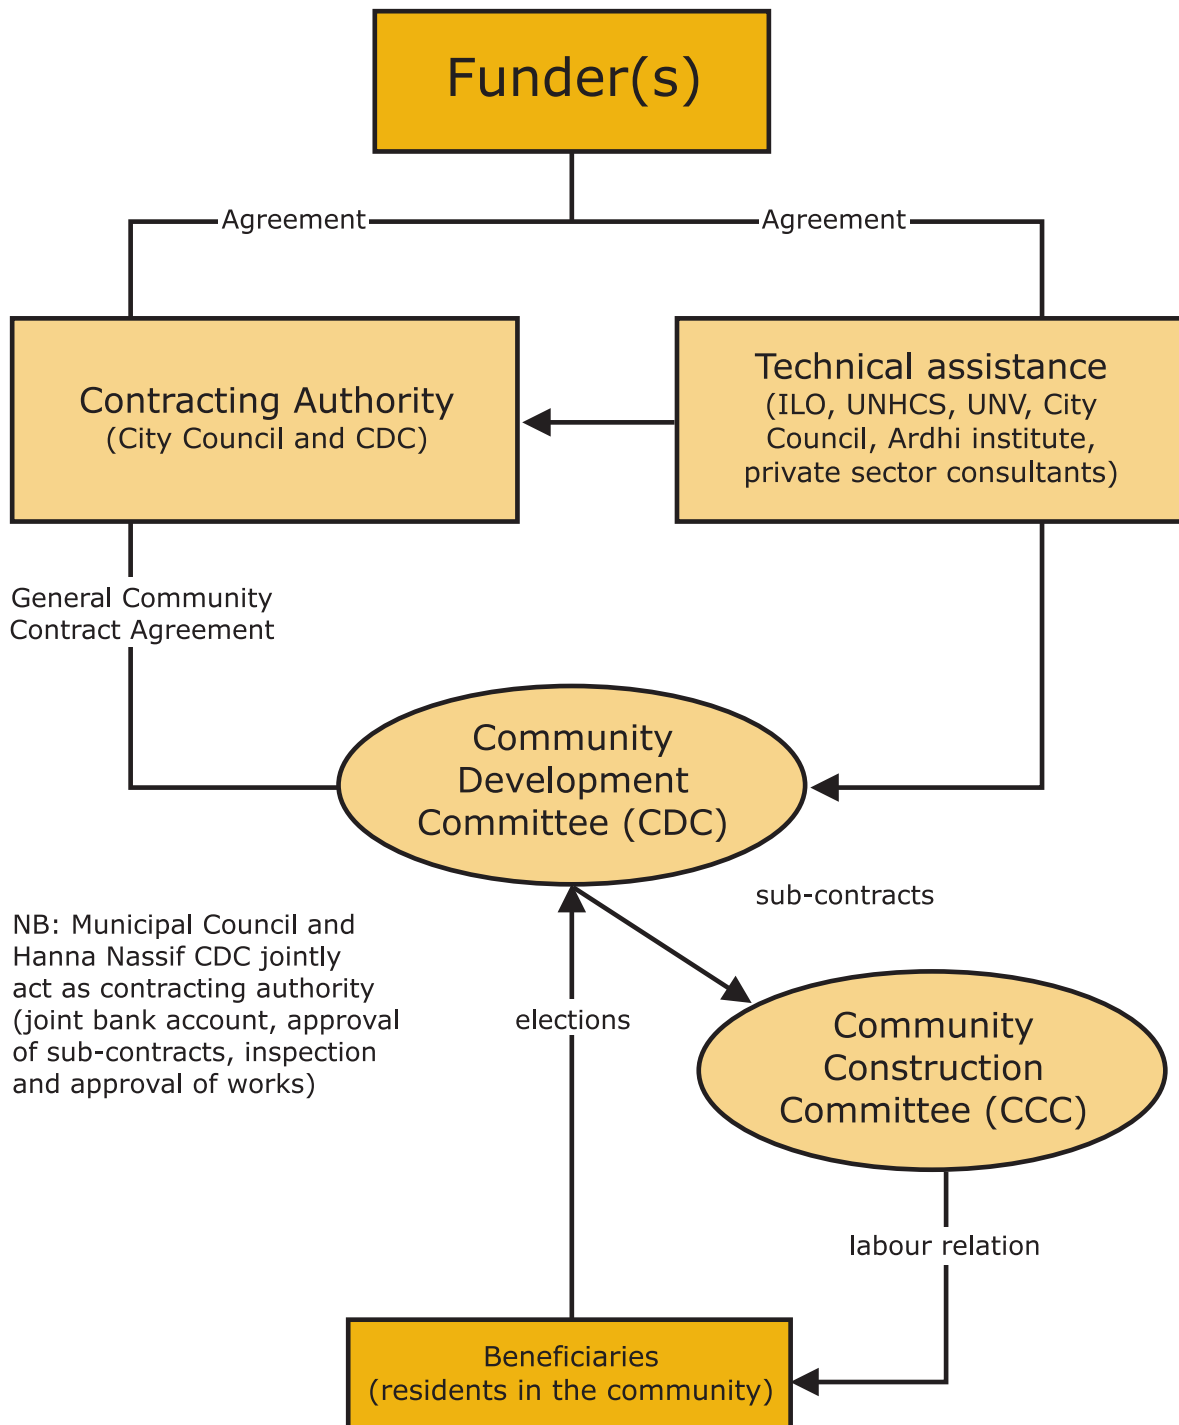 Funder(s)
Agreement
Agreement
Contracting Authority
(City Council and CDC)
Technical assistance
(ILO, UNHCS, UNV, City
Council, Ardhi institute,
private sector consultants)
General Community
Contract Agreement
Community
Development
Committee (CDC)
sub-contracts
NB: Municipal Council and
Hanna Nassif CDC jointly
act as contracting authority
(joint bank account, approval
of sub-contracts, inspection
and approval of works)
elections
Community
Construction
Committee (CCC)
labour relation
Beneficiaries
(residents in the community)